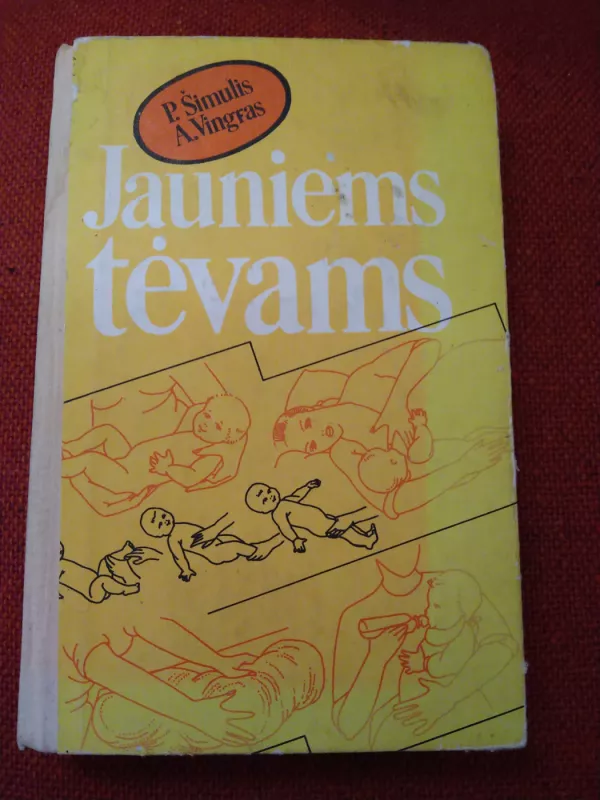 P. Šimulis
A. Vingras
Jauniems
tėvams